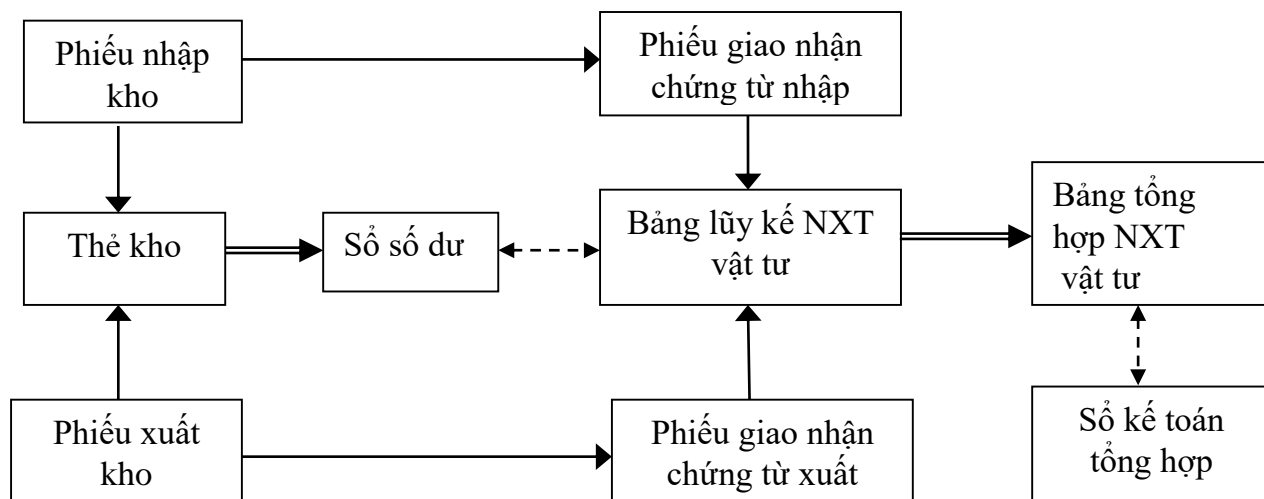 Phiếu nhập
kho
Phiếu giao nhận
chứng từ nhập
Thẻ kho
Sổ số dư
Bảng lũy kế NXT
vật tư
Bảng tổng
hợp NXT
vật tư
Phiếu xuất
kho
Phiếu giao nhận
chứng từ xuất
Sổ kế toán
tổng hợp